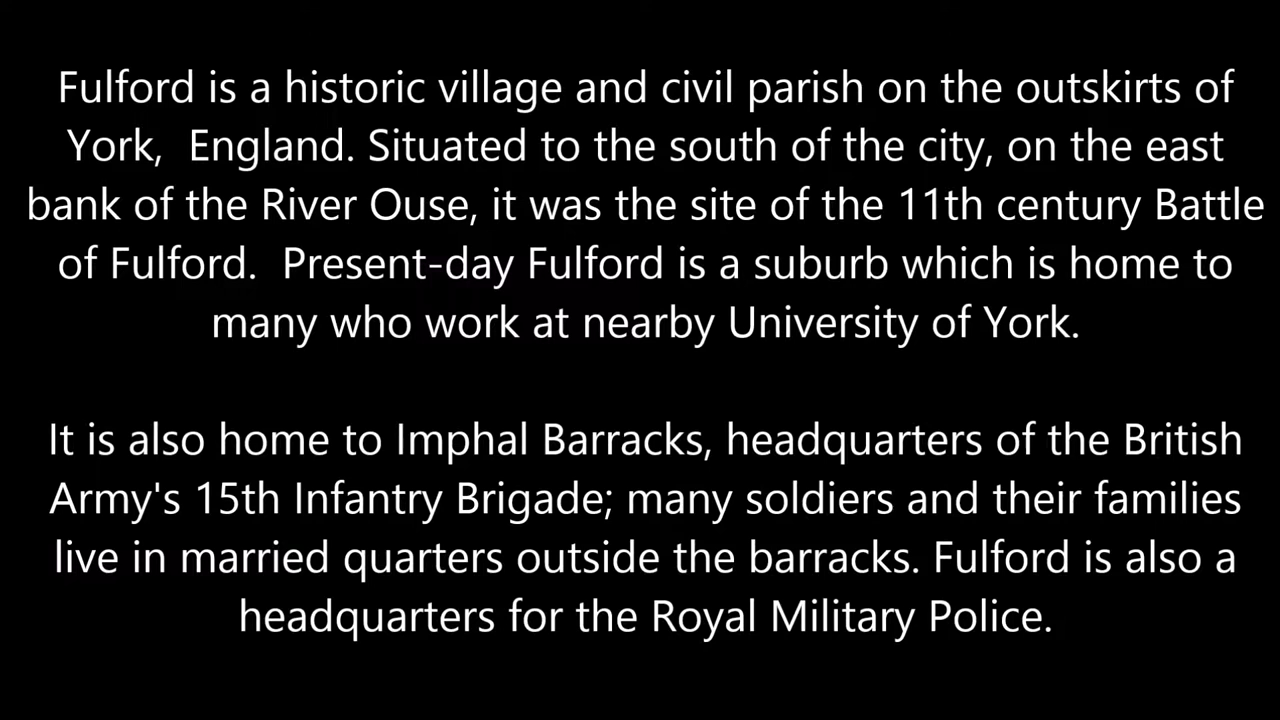 Fulford is a historic village and civil parish on the outskirts of
York,  England. Situated to the south of the city, on the east
bank of the River Ouse, it was the site of the 11th century Battle
of Fulford.  Present-day Fulford is a suburb which is home to
many who work at nearby University of York.
It is also home to Imphal Barracks, headquarters of the British
Army's 15th Infantry Brigade; many soldiers and their families
live in married quarters outside the barracks. Fulford is also a
headquarters for the Royal Military Police.